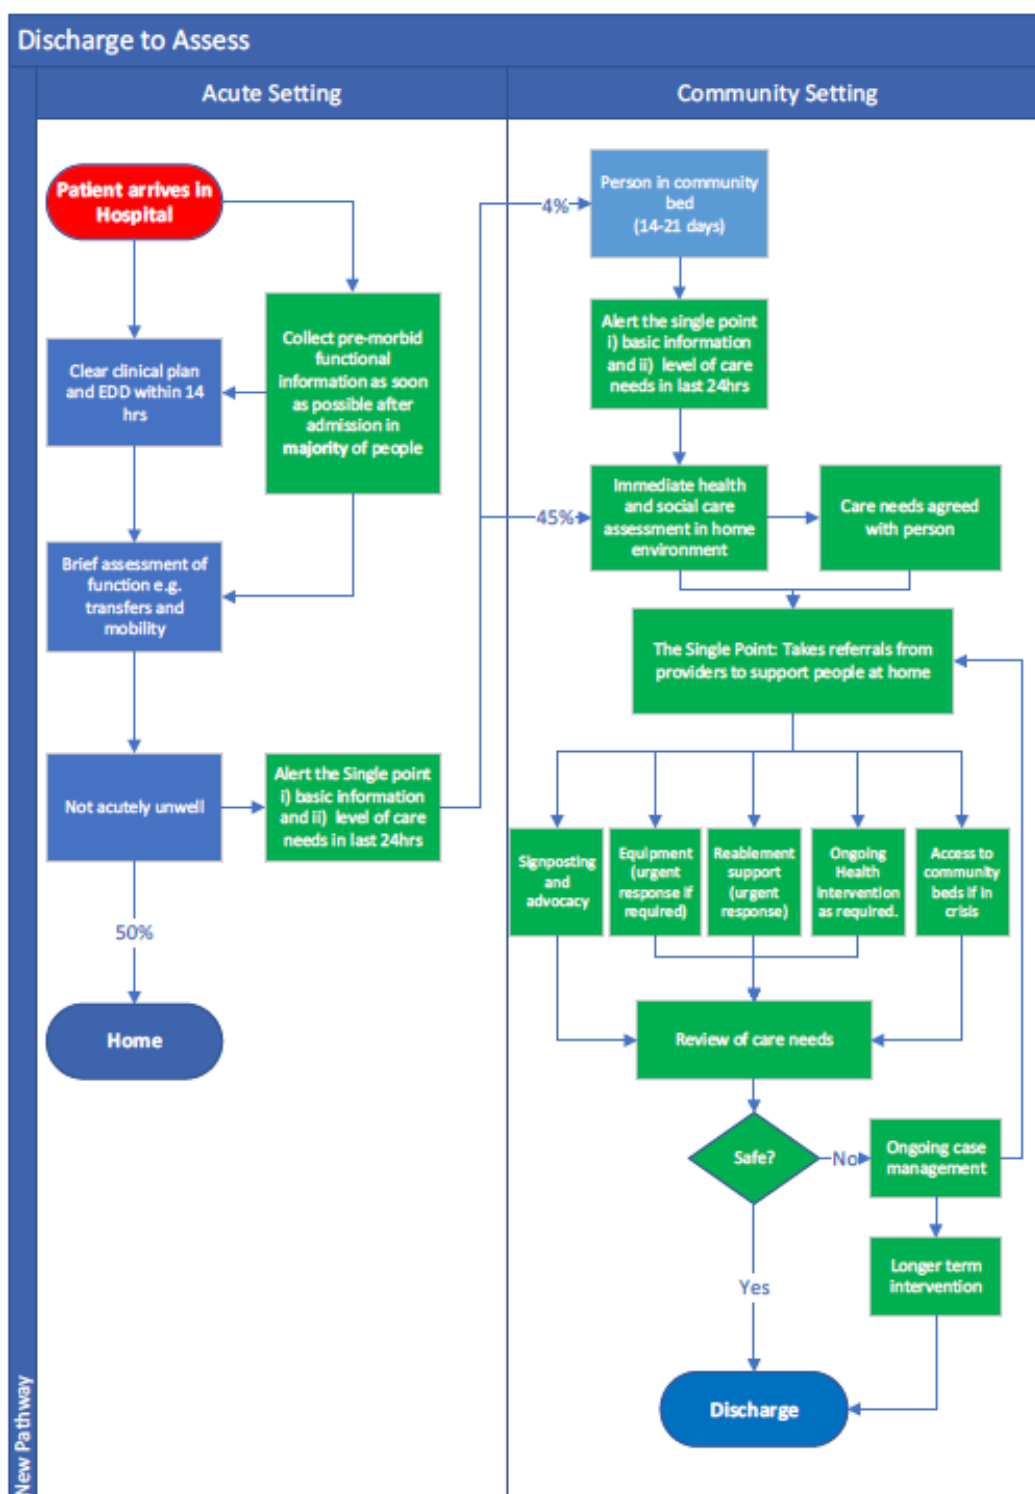 Discharge to Assess
Acute Setting
Community Setting
New Pathway
Patient arrives in
Hospital
Collect pre-morbid
functional
information as soon
as possible after
admission in
majority of people
Clear clinical plan
and EDD within 14
hrs
Brief assessment of
function e.g.
transfers and
mobility
Not acutely unwell
Alert the Single point
i) basic information
and ii) level of care
needs in last 24hrs
50%
Home
4%
45%
Person in community
bed
(14-21 days)
Alert the single point
i) basic information
and ii) level of care
needs in last 24hrs
Immediate health
and social care
assessment in home
environment
Care needs agreed
with person
The Single Point: Takes referrals from
providers to support people at home
Signposting
and
advocacy
Equipment
(urgent
response if
required)
Reablement
support
(urgent
response)
Ongoing
Health
Intervention
as required.
Access to
community
beds if in
crisis
Review of care needs
Safe?
No
Ongoing case
management
Longer term
intervention
Yes
Discharge